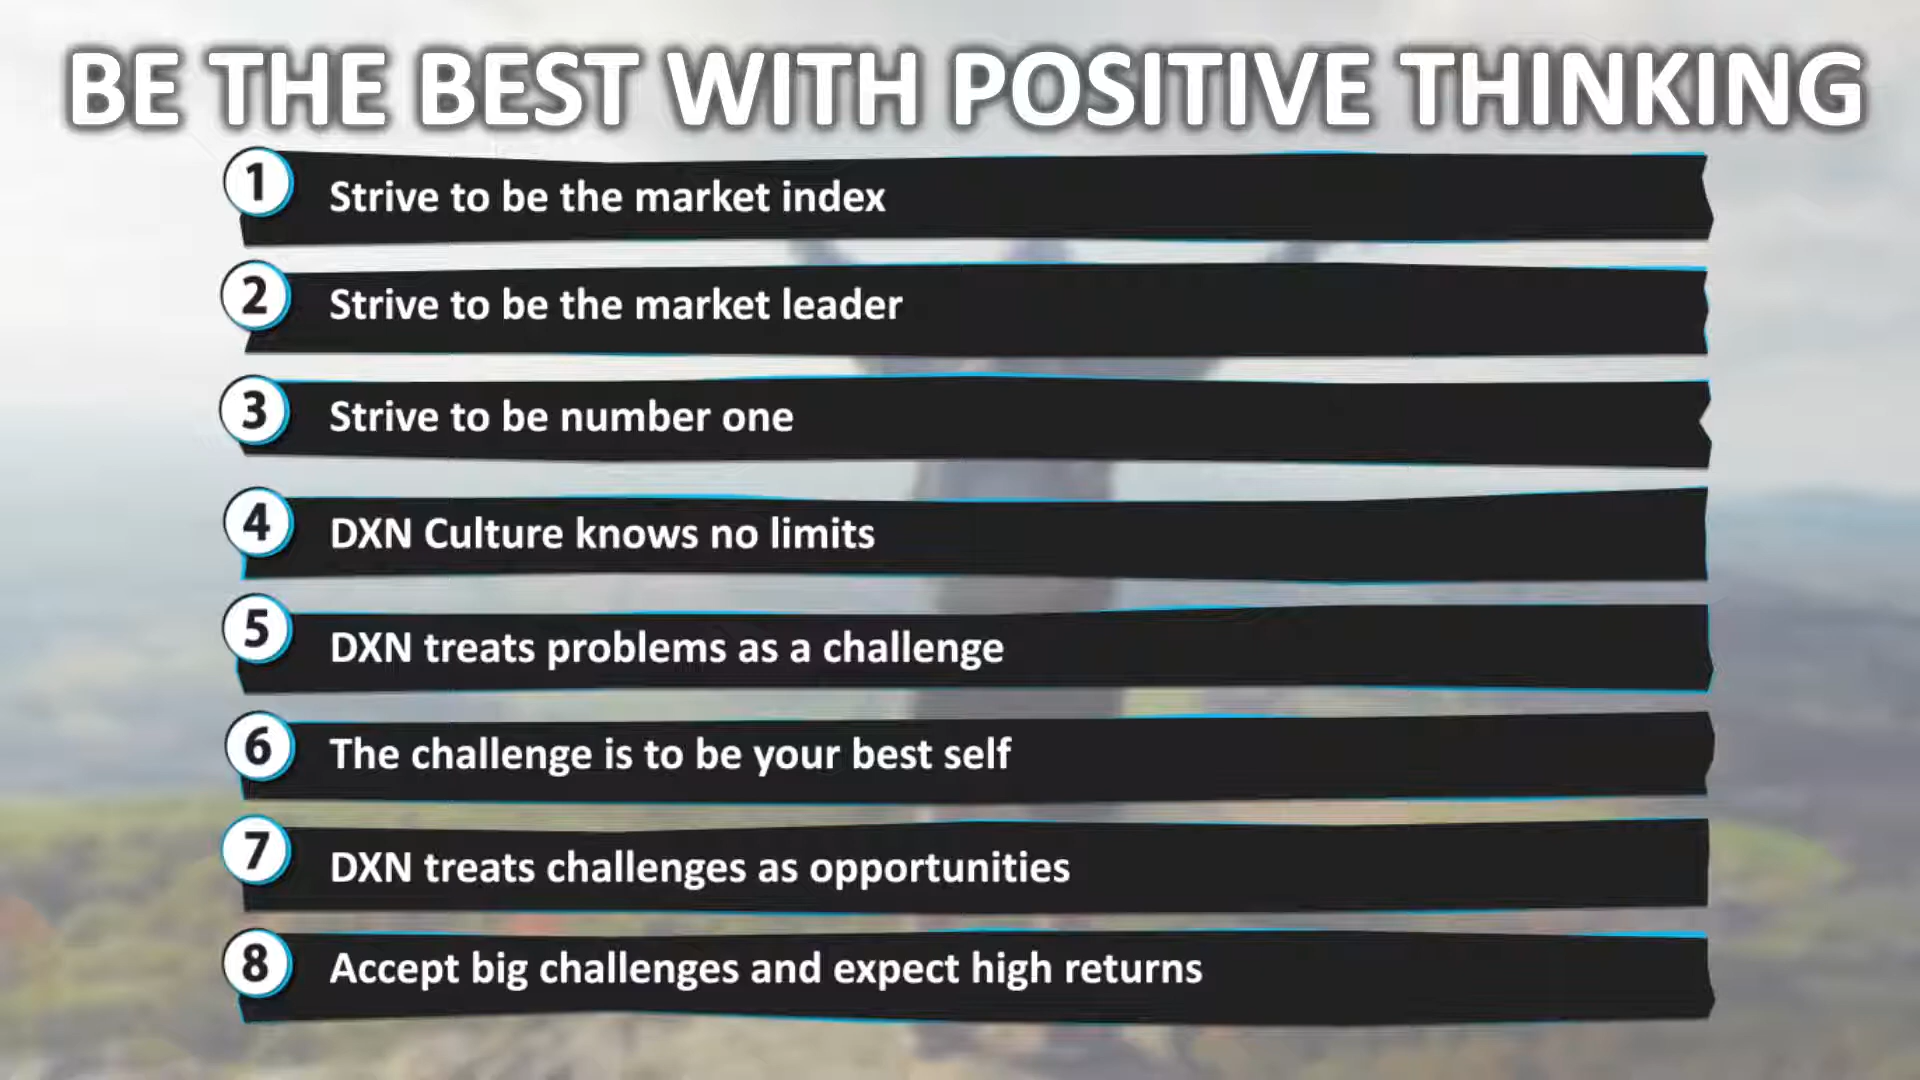 BE THE BEST WITH POSITIVE THINKING
1 Strive to be the market index
2 Strive to be the market leader
3 Strive to be number one
4 DXN Culture knows no limits
5 DXN treats problems as a challenge
6 The challenge is to be your best self
7 DXN treats challenges as opportunities
8 Accept big challenges and expect high returns